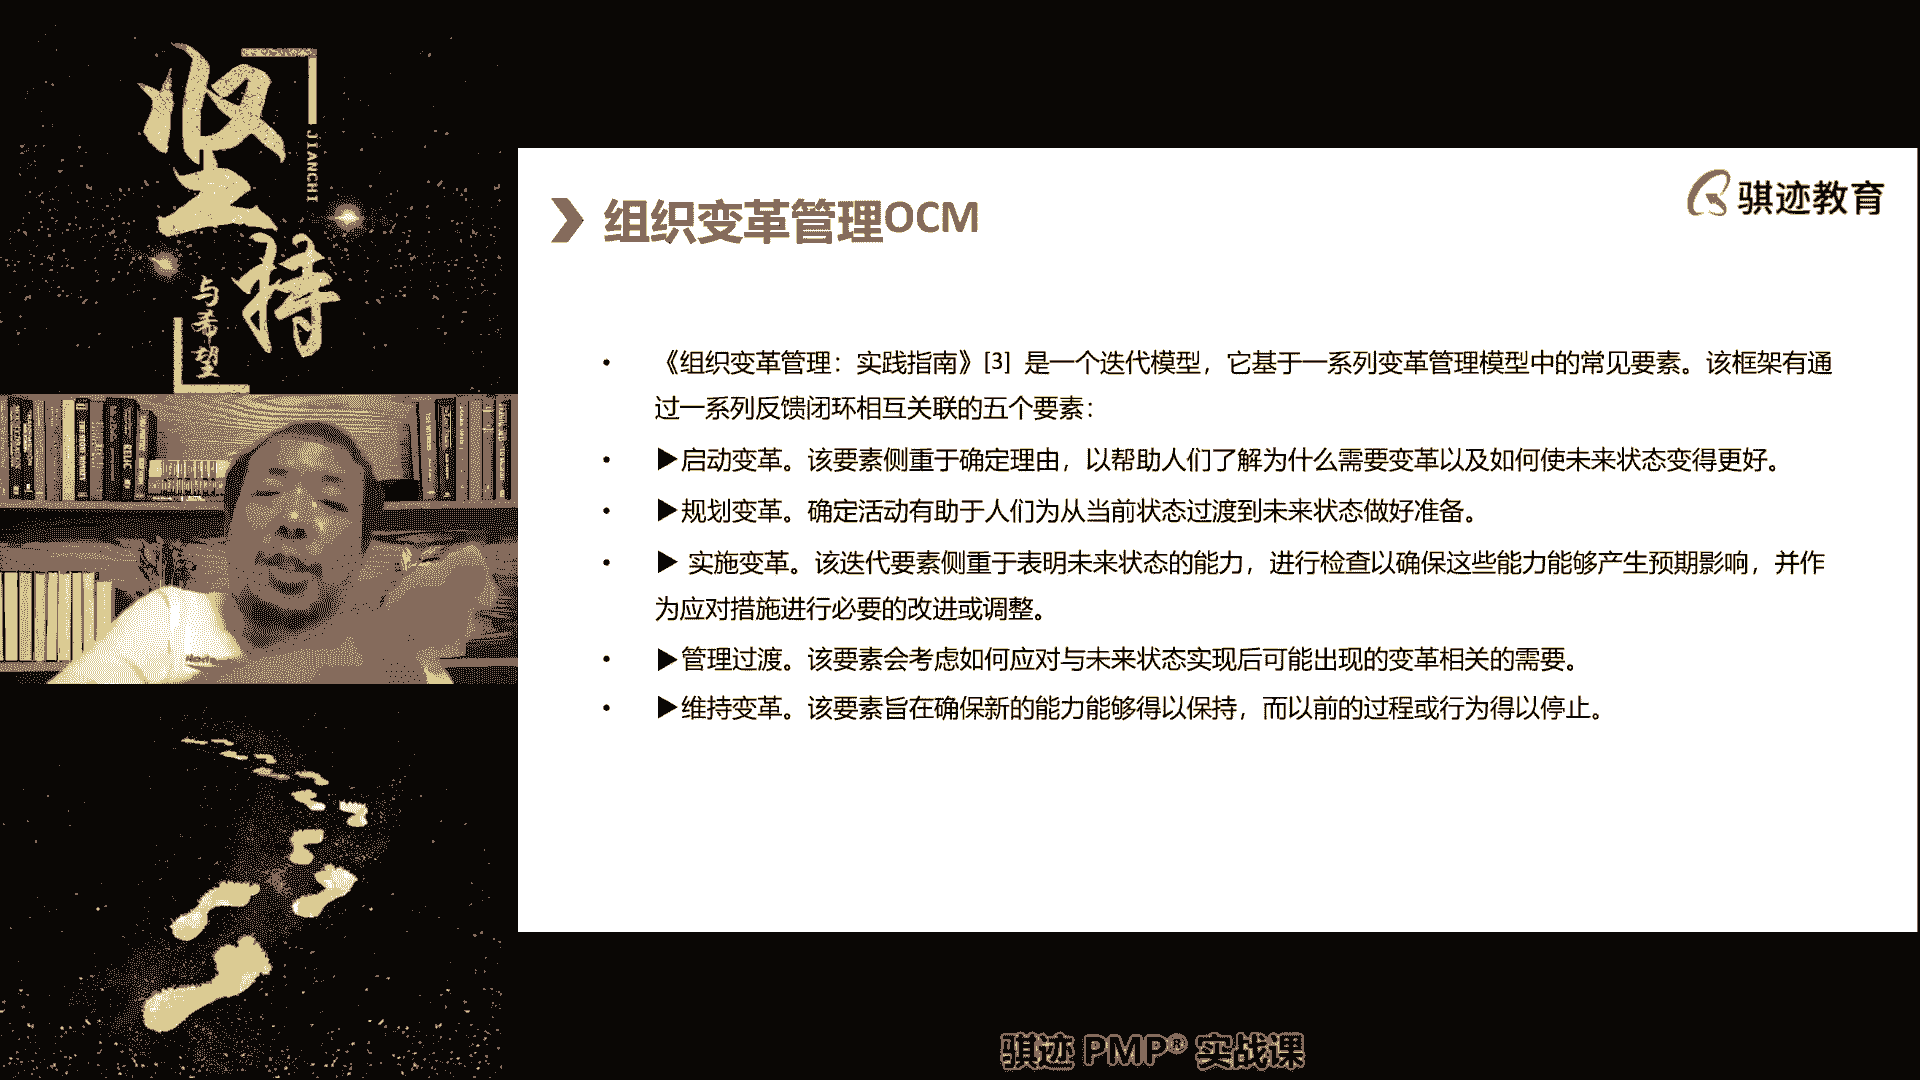 坚持
JIANCHI
与希望
骐迹教育
组织变革管理OCM
• 《组织变革管理：实践指南》[3] 是一个迭代模型，它基于一系列变革管理模型中的常见要素。该框架有通
过一系列反馈闭环相互关联的五个要素：
• ▶启动变革。该要素侧重于确定理由，以帮助人们了解为什么需要变革以及如何使未来状态变得更好。
• ▶规划变革。确定活动有助于人们为从当前状态过渡到未来状态做好准备。
• ▶ 实施变革。该迭代要素侧重于表明未来状态的能力，进行检查以确保这些能力能够产生预期影响，并作
为应对措施进行必要的改进或调整。
• ▶管理过渡。该要素会考虑如何应对与未来状态实现后可能出现的变革相关的需要。
• ▶维持变革。该要素旨在确保新的能力能够得以保持，而以前的过程或行为得以停止。
骐迹 PMP® 实战课